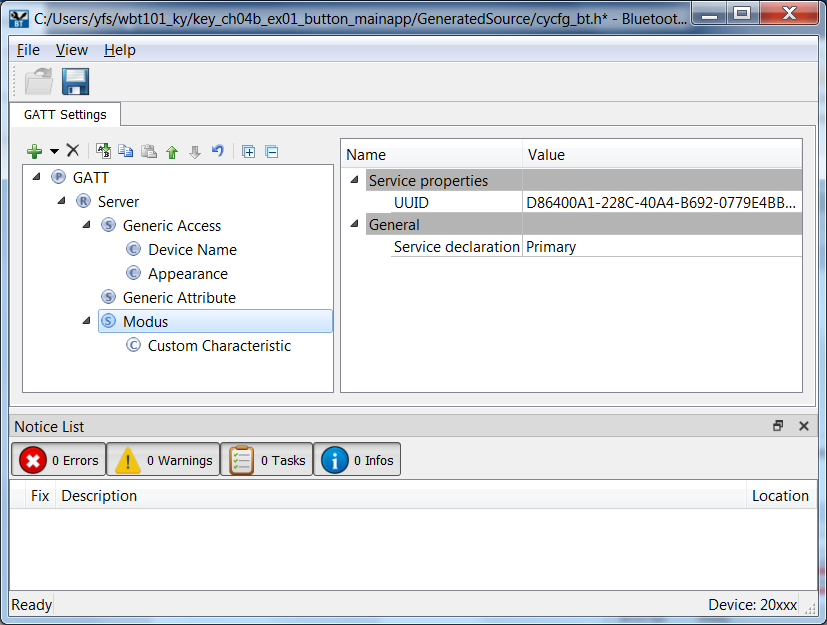 C:/Users/yfs/wbt101_ky/key_ch04b_ex01_button_mainapp/GeneratedSource/cycfg_bt.h* - Bluetoot...
File View Help
GATT Settings
GATT
Server
Generic Access
Device Name
Appearance
Generic Attribute
Modus
Custom Characteristic
Name Value
Service properties
UUID D86400A1-228C-40A4-B692-0779E4BB...
General
Service declaration Primary
Notice List
0 Errors 0 Warnings 0 Tasks 0 Infos
Fix Description Location
Ready Device: 20xxx